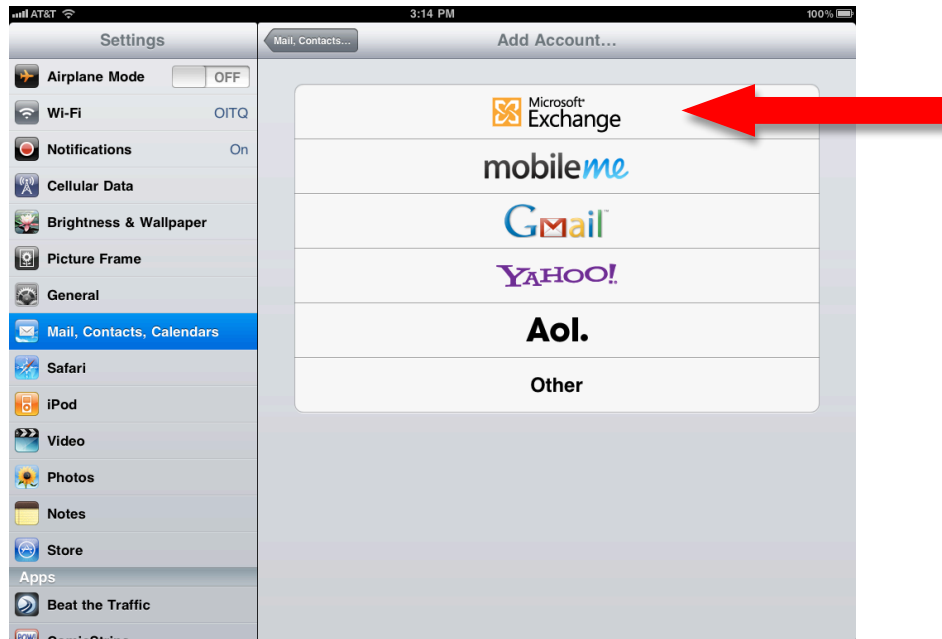 AT&T 3:14 PM 100%
Settings
Mail, Contacts... Add Account...
Airplane Mode OFF
Wi-Fi OITQ
Notifications On
Cellular Data
Brightness & Wallpaper
Picture Frame
General
Mail, Contacts, Calendars
Safari
iPod
Video
Photos
Notes
Store
Apps
Beat the Traffic
Microsoft
Exchange
mobileme
Gmail
YAHOO!
Aol.
Other